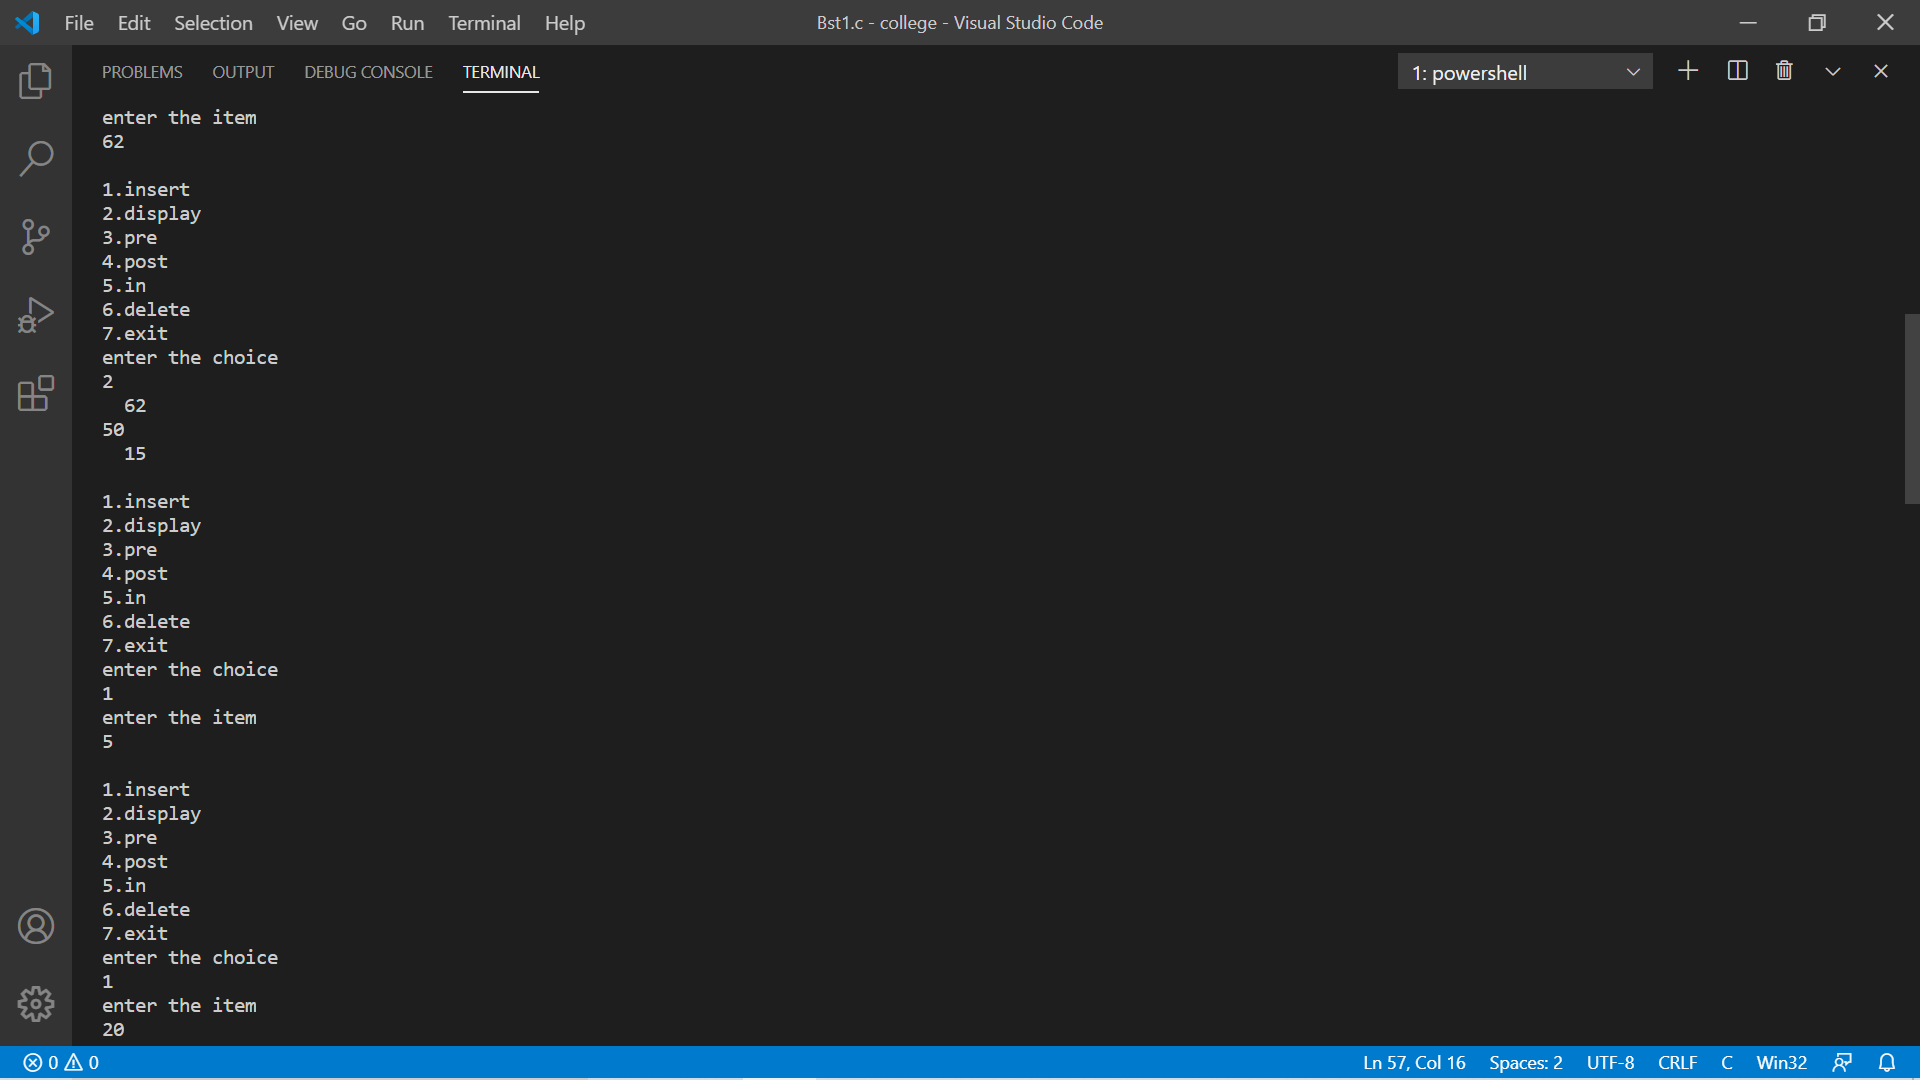 File Edit Selection View Go Run Terminal Help Bst1.c - college - Visual Studio Code
PROBLEMS OUTPUT DEBUG CONSOLE TERMINAL 1: powershell
enter the item
62
1.insert
2.display
3.pre
4.post
5.in
6.delete
7.exit
enter the choice
2
  62
50
  15
1.insert
2.display
3.pre
4.post
5.in
6.delete
7.exit
enter the choice
1
enter the item
5
1.insert
2.display
3.pre
4.post
5.in
6.delete
7.exit
enter the choice
1
enter the item
20
0 0 Ln 57, Col 16 Spaces: 2 UTF-8 CRLF C Win32